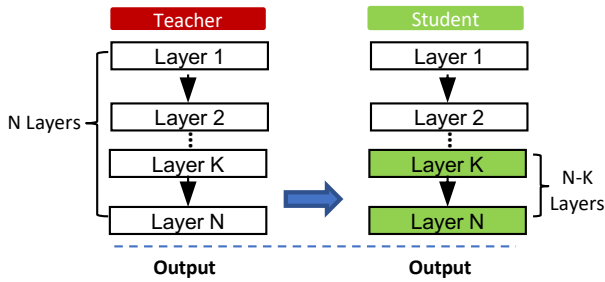 Teacher
Student
Layer 1
Layer 1
N Layers
Layer 2
Layer 2
Layer K
Layer K
N-K
Layers
Layer N
Layer N
Output
Output